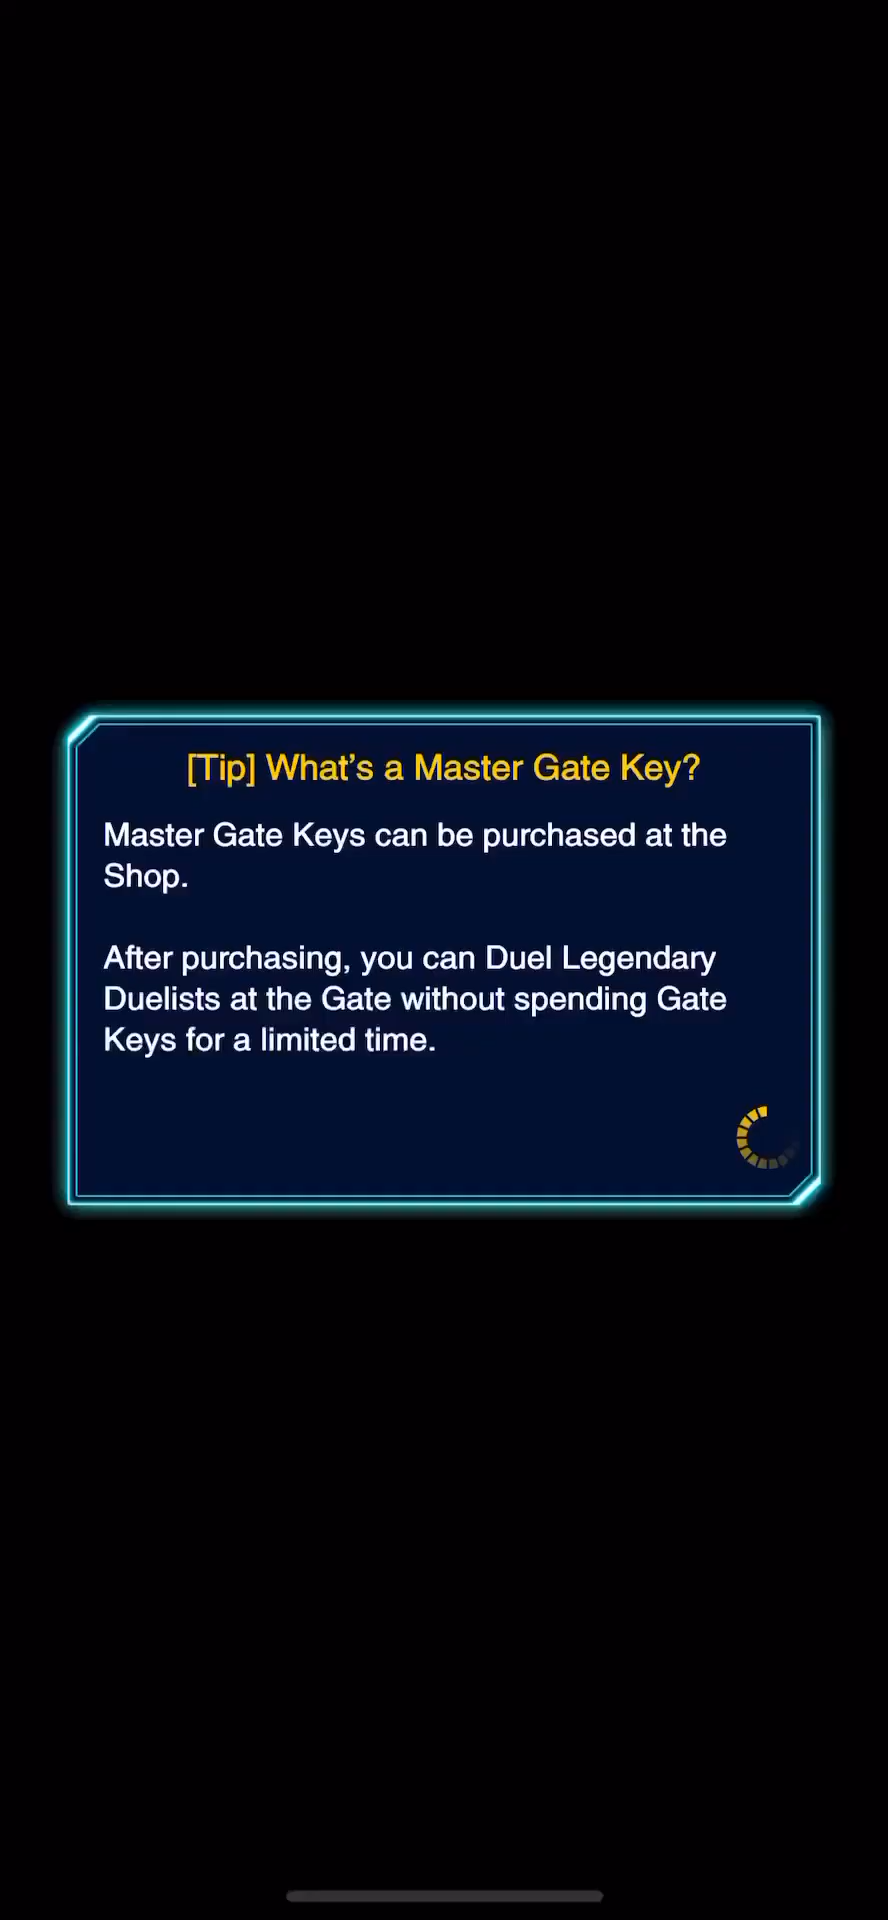 [Tip] What’s a Master Gate Key?
Master Gate Keys can be purchased at the
Shop.
After purchasing, you can Duel Legendary
Duelists at the Gate without spending Gate
Keys for a limited time.